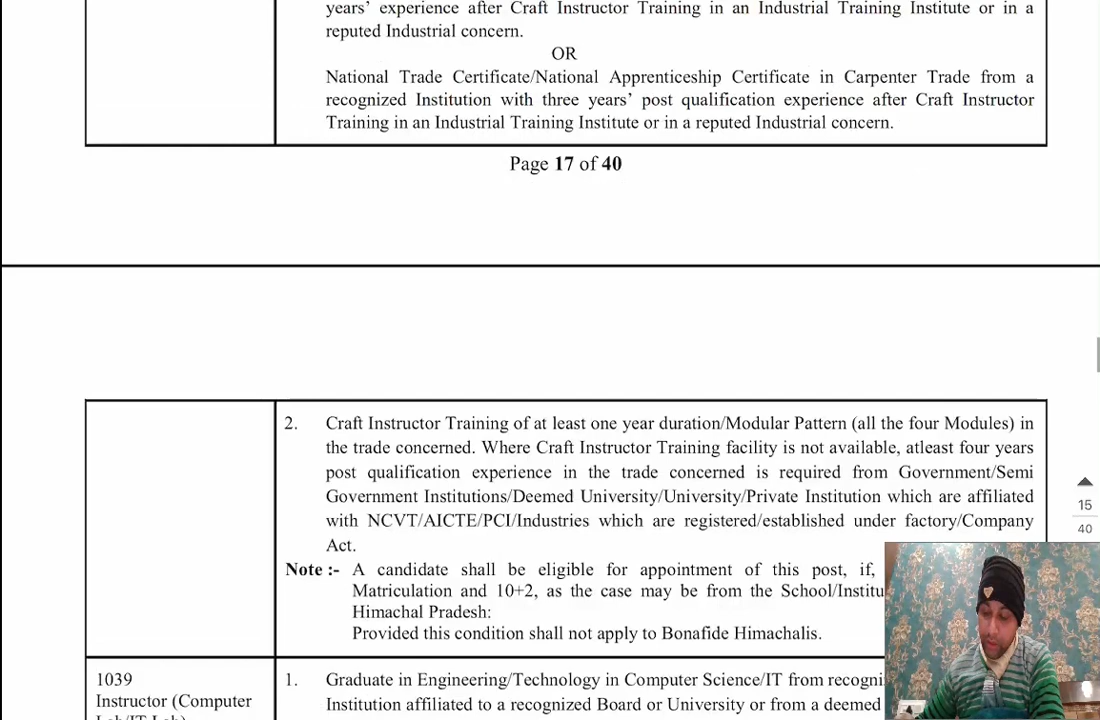 years’ experience after Craft Instructor Training in an Industrial Training Institute or in a
reputed Industrial concern.
OR
National Trade Certificate/National Apprenticeship Certificate in Carpenter Trade from a
recognized Institution with three years’ post qualification experience after Craft Instructor
Training in an Industrial Training Institute or in a reputed Industrial concern.
Page 17 of 40
2. Craft Instructor Training of at least one year duration/Modular Pattern (all the four Modules) in
the trade concerned. Where Craft Instructor Training facility is not available, atleast four years
post qualification experience in the trade concerned is required from Government/Semi
Government Institutions/Deemed University/University/Private Institution which are affiliated
with NCVT/AICTE/PCI/Industries which are registered/established under factory/Company
Act.
Note :- A candidate shall be eligible for appointment of this post, if,
Matriculation and 10+2, as the case may be from the School/Institu
Himachal Pradesh:
Provided this condition shall not apply to Bonafide Himachalis.
1039
Instructor (Computer
Lab/IT Lab)
1. Graduate in Engineering/Technology in Computer Science/IT from recogni
Institution affiliated to a recognized Board or University or from a deemed
15
40